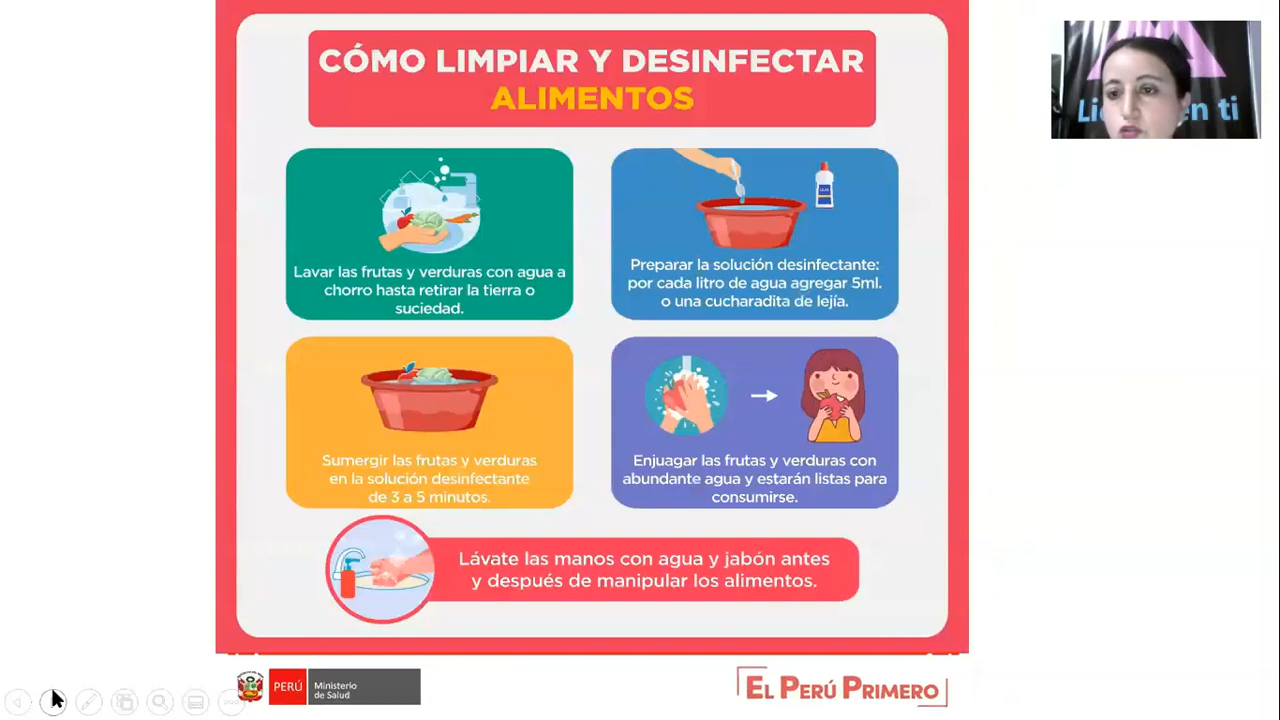 CÓMO LIMPIAR Y DESINFECTAR
ALIMENTOS
Lavar las frutas y verduras con agua a
chorro hasta retirar la tierra o
suciedad.
Preparar la solución desinfectante:
por cada litro de agua agregar 5ml.
o una cucharadita de lejía.
Sumergir las frutas y verduras
en la solución desinfectante
de 3 a 5 minutos.
Enjuagar las frutas y verduras con
abundante agua y estarán listas para
consumirse.
Lávate las manos con agua y jabón antes
y después de manipular los alimentos.
PERÚ
Ministerio
de Salud
EL PERÚ PRIMERO
en ti